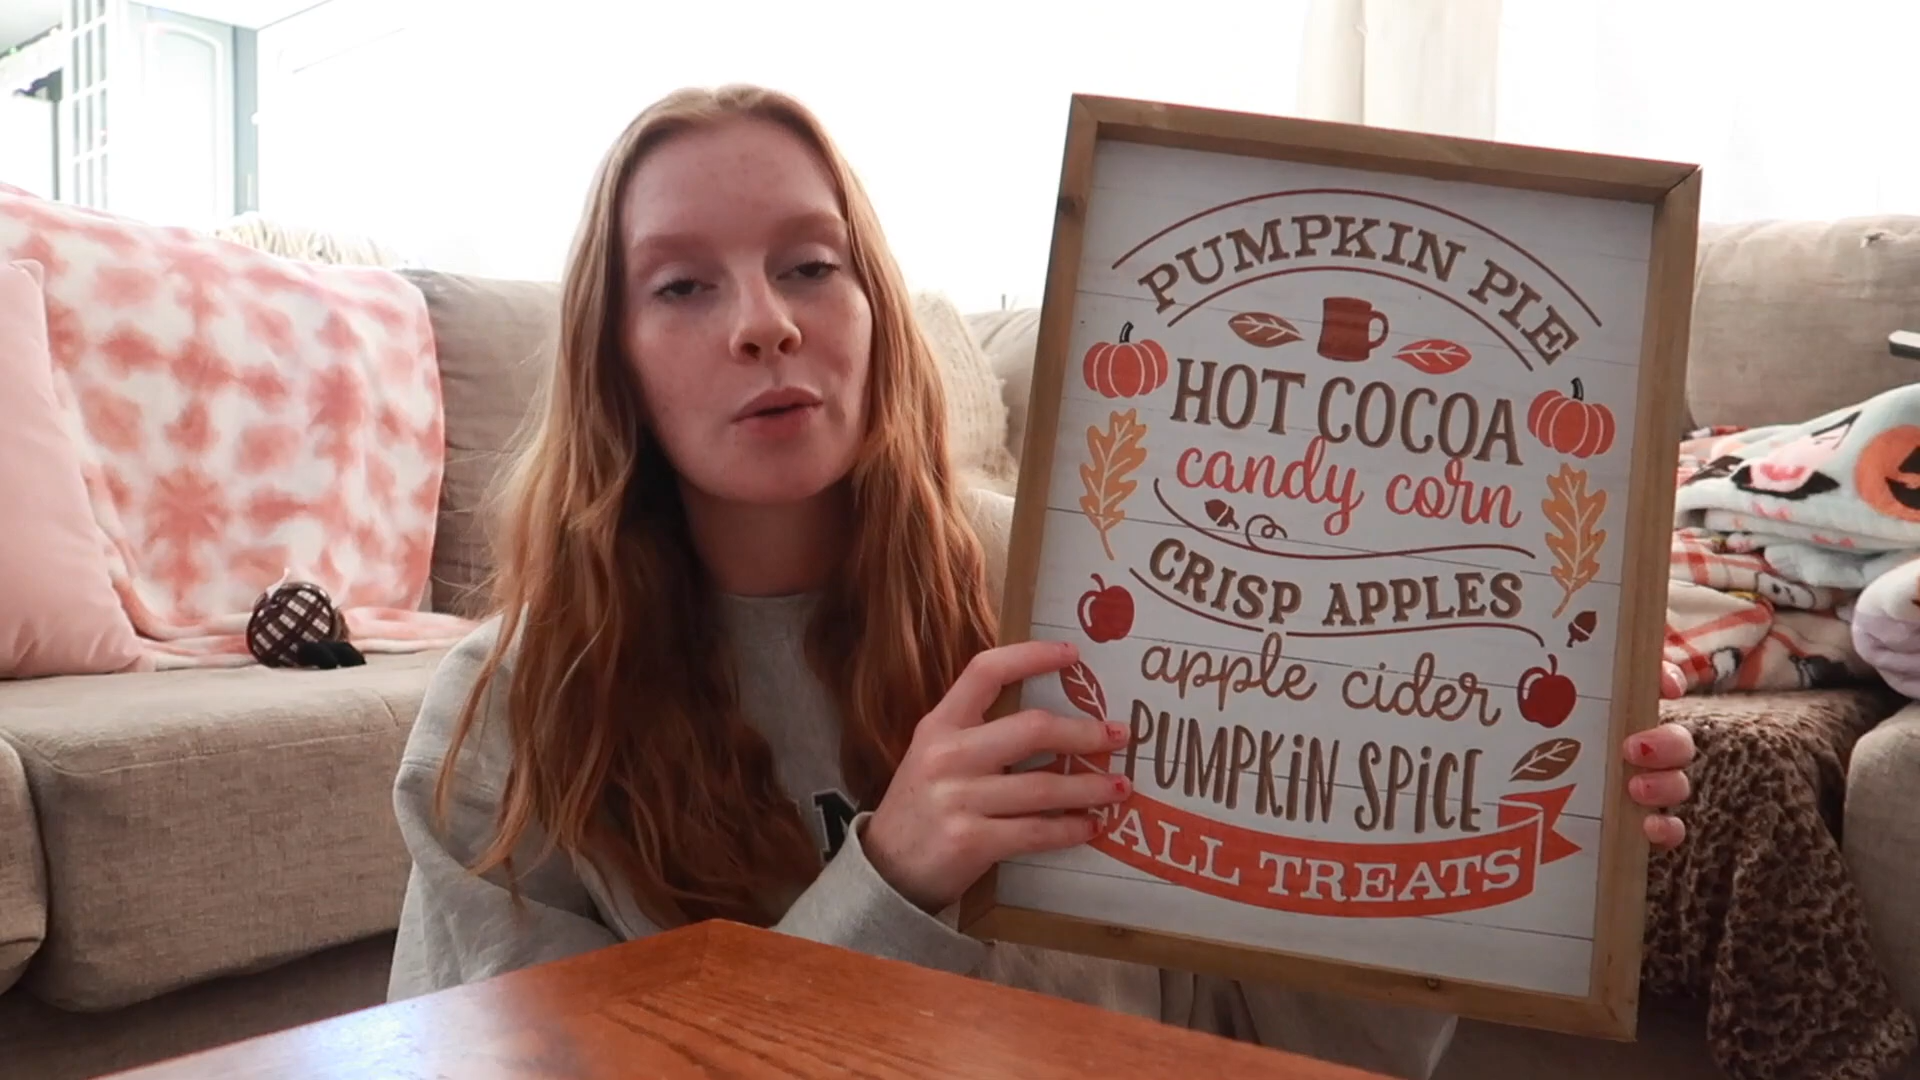 PUMPKIN PIE
HOT COCOA
candy corn
CRISP APPLES
apple cider
PUMPKiN SPiCE
FALL TREATS